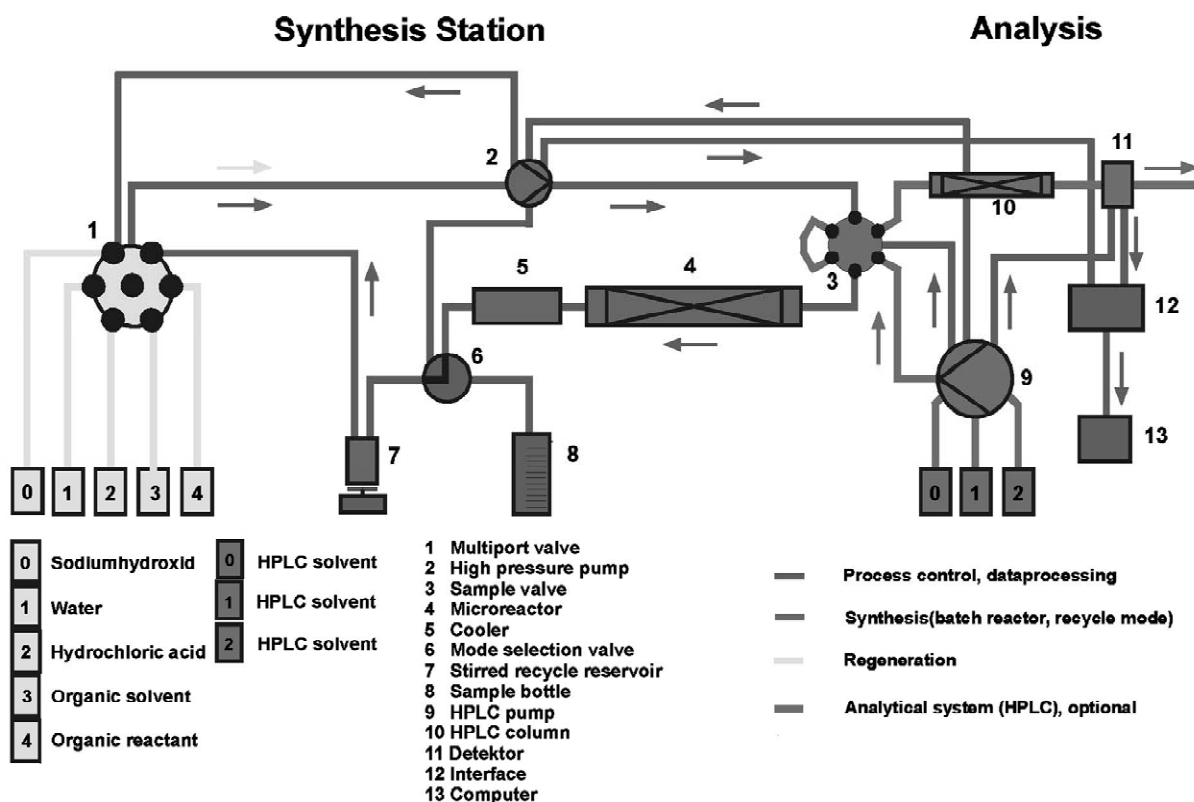 Synthesis Station
Analysis
2
11
1
10
3
5
4
12
6
9
7
8
13
0 1 2 3 4
0 1 2
0 Sodiumhydroxid
1 Water
2 Hydrochloric acid
3 Organic solvent
4 Organic reactant
0 HPLC solvent
1 HPLC solvent
2 HPLC solvent
1 Multiport valve
2 High pressure pump
3 Sample valve
4 Microreactor
5 Cooler
6 Mode selection valve
7 Stirred recycle reservoir
8 Sample bottle
9 HPLC pump
10 HPLC column
11 Detektor
12 Interface
13 Computer
Process control, dataprocessing
Synthesis(batch reactor, recycle mode)
Regeneration
Analytical system (HPLC), optional